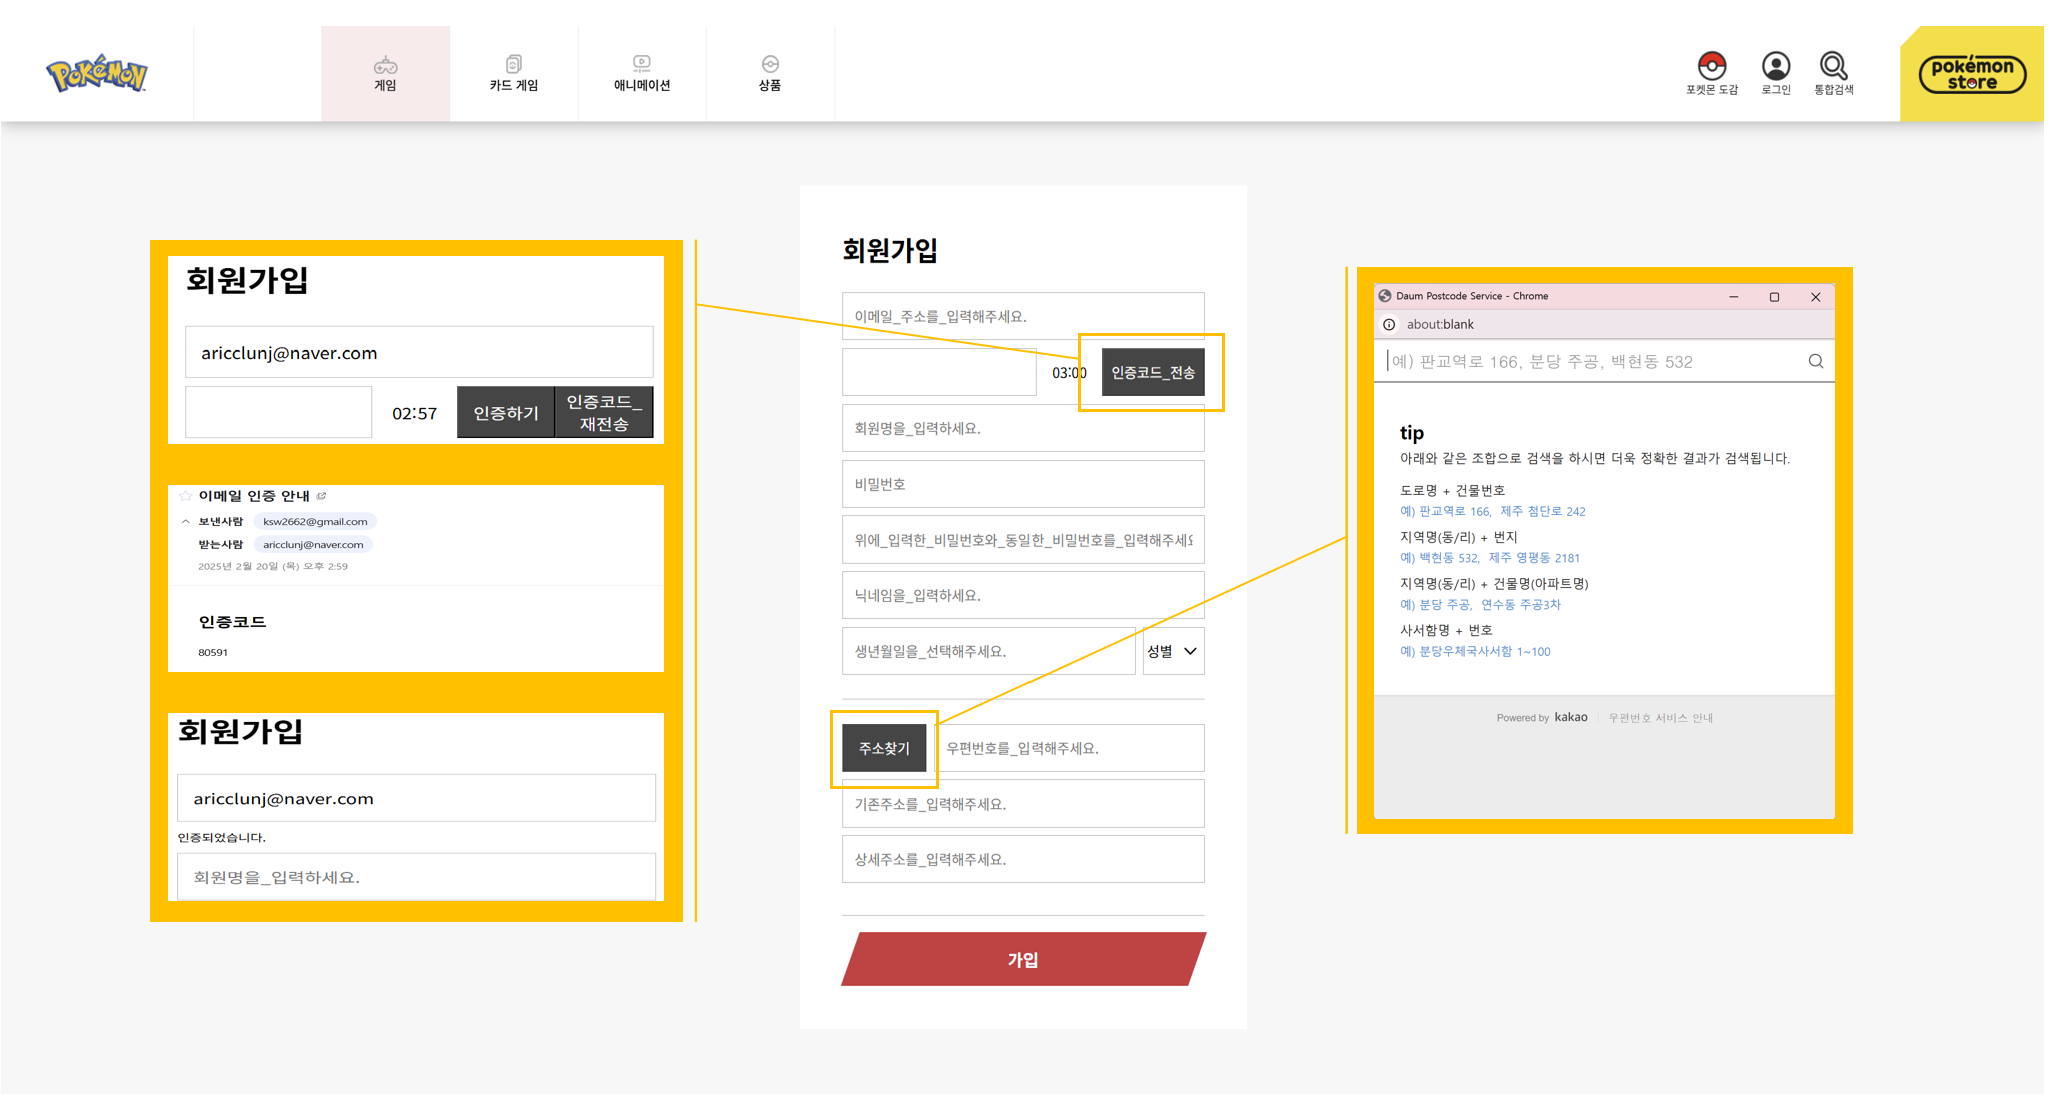 Pokémon
게임
카드 게임
애니메이션
상품
포켓몬 도감
로그인
통합검색
pokémon
store
회원가입
aricclunj@naver.com
02:57
인증하기
인증코드_
재전송
이메일 인증 안내
보낸사람 ksw2662@gmail.com
받는사람 aricclunj@naver.com
2025년 2월 20일 (목) 오후 2:59
인증코드
80591
회원가입
aricclunj@naver.com
인증되었습니다.
회원명을_입력하세요.
회원가입
이메일_주소를_입력해주세요.
03:00
인증코드_전송
회원명을_입력하세요.
비밀번호
위에_입력한_비밀번호와_동일한_비밀번호를_입력해주세요
닉네임을_입력하세요.
생년월일을_선택해주세요.
성별
주소찾기
우편번호를_입력해주세요.
기존주소를_입력해주세요.
상세주소를_입력해주세요.
가입
Daum Postcode Service - Chrome
about:blank
예) 판교역로 166, 분당 주공, 백현동 532
tip
아래와 같은 조합으로 검색을 하시면 더욱 정확한 결과가 검색됩니다.
도로명 + 건물번호
예) 판교역로 166, 제주 첨단로 242
지역명(동/리) + 번지
예) 백현동 532, 제주 영평동 2181
지역명(동/리) + 건물명(아파트명)
예) 분당 주공, 연수동 주공3차
사서함명 + 번호
예) 분당우체국사서함 1~100
Powered by kakao
우편번호 서비스 안내